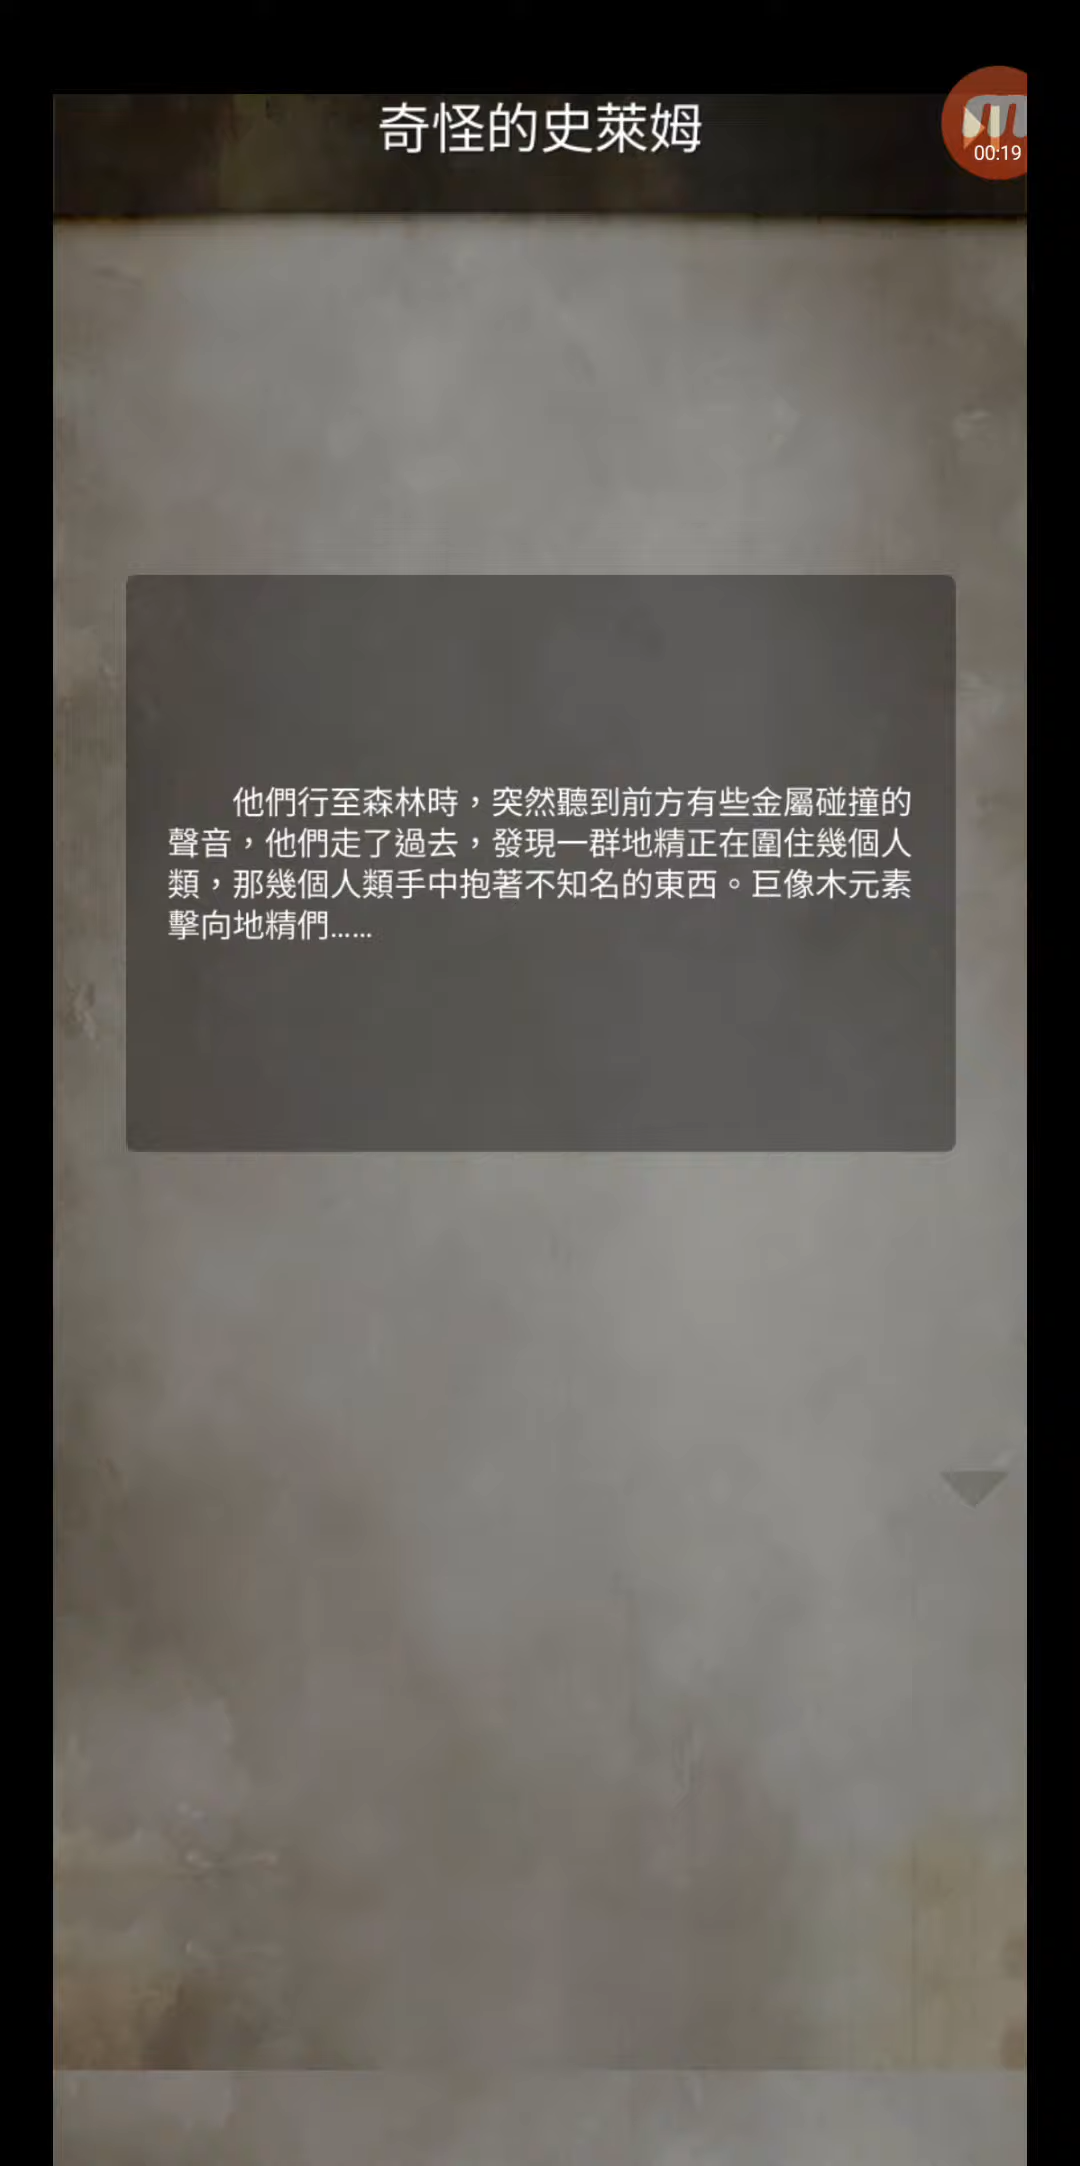 奇怪的史萊姆
00:19
他們行至森林時，突然聽到前方有些金屬碰撞的
聲音，他們走了過去，發現一群地精正在圍住幾個人
類，那幾個人類手中抱著不知名的東西。巨像木元素
擊向地精們……